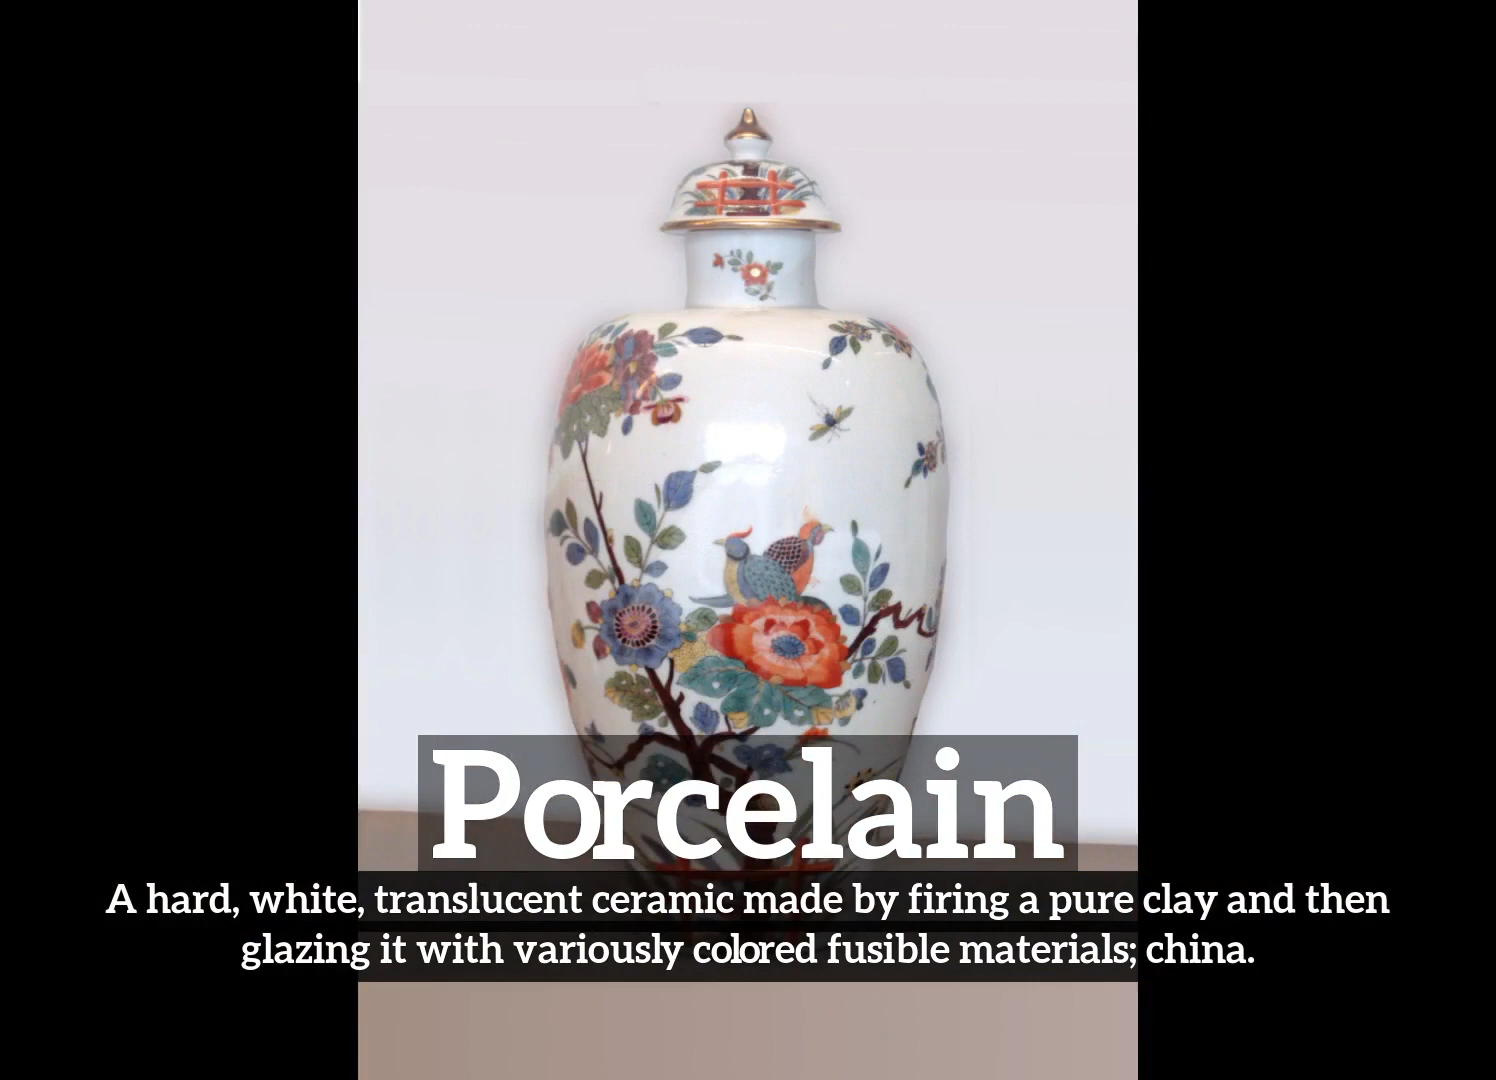 Porcelain
A hard, white, translucent ceramic made by firing a pure clay and then
glazing it with variously colored fusible materials; china.